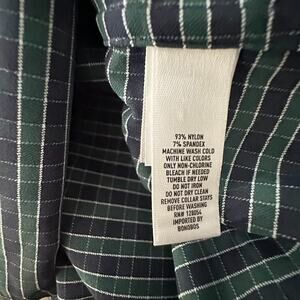 93% NYLON
7% SPANDEX
MACHINE WASH COLD
WITH LIKE COLORS
ONLY NON-CHLORINE
BLEACH IF NEEDED
TUMBLE DRY LOW
DO NOT IRON
DO NOT DRY CLEAN
REMOVE COLLAR STAYS
BEFORE WASHING
RN# 128054
IMPORTED BY
BONOBOS